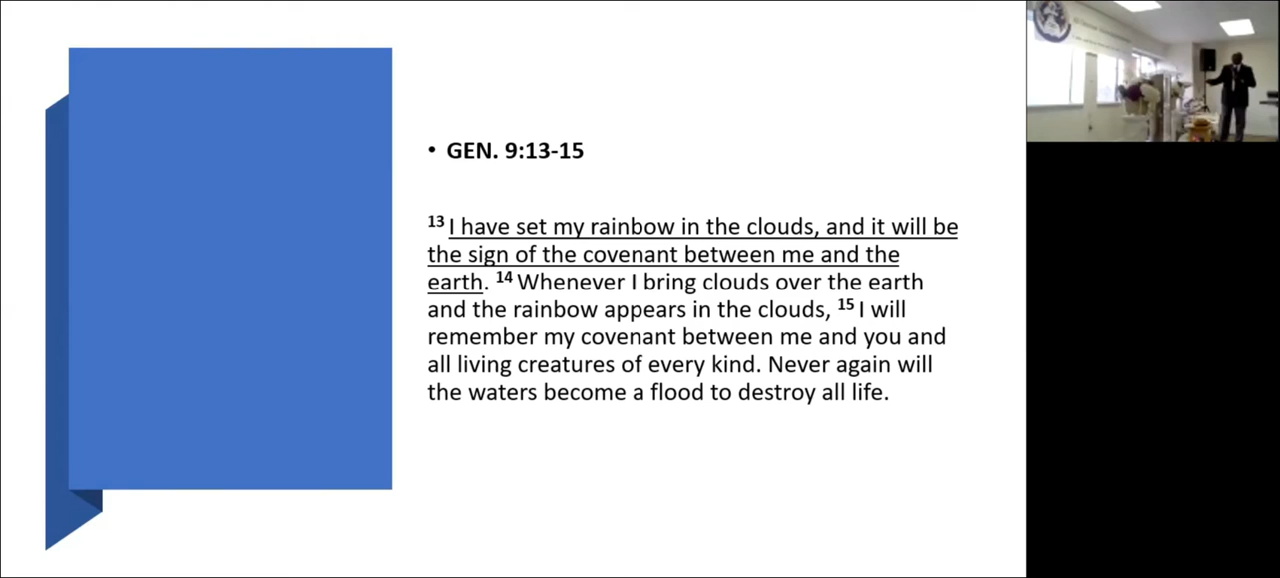 • GEN. 9:13-15
13 I have set my rainbow in the clouds, and it will be
the sign of the covenant between me and the
earth. 14 Whenever I bring clouds over the earth
and the rainbow appears in the clouds, 15 I will
remember my covenant between me and you and
all living creatures of every kind. Never again will
the waters become a flood to destroy all life.